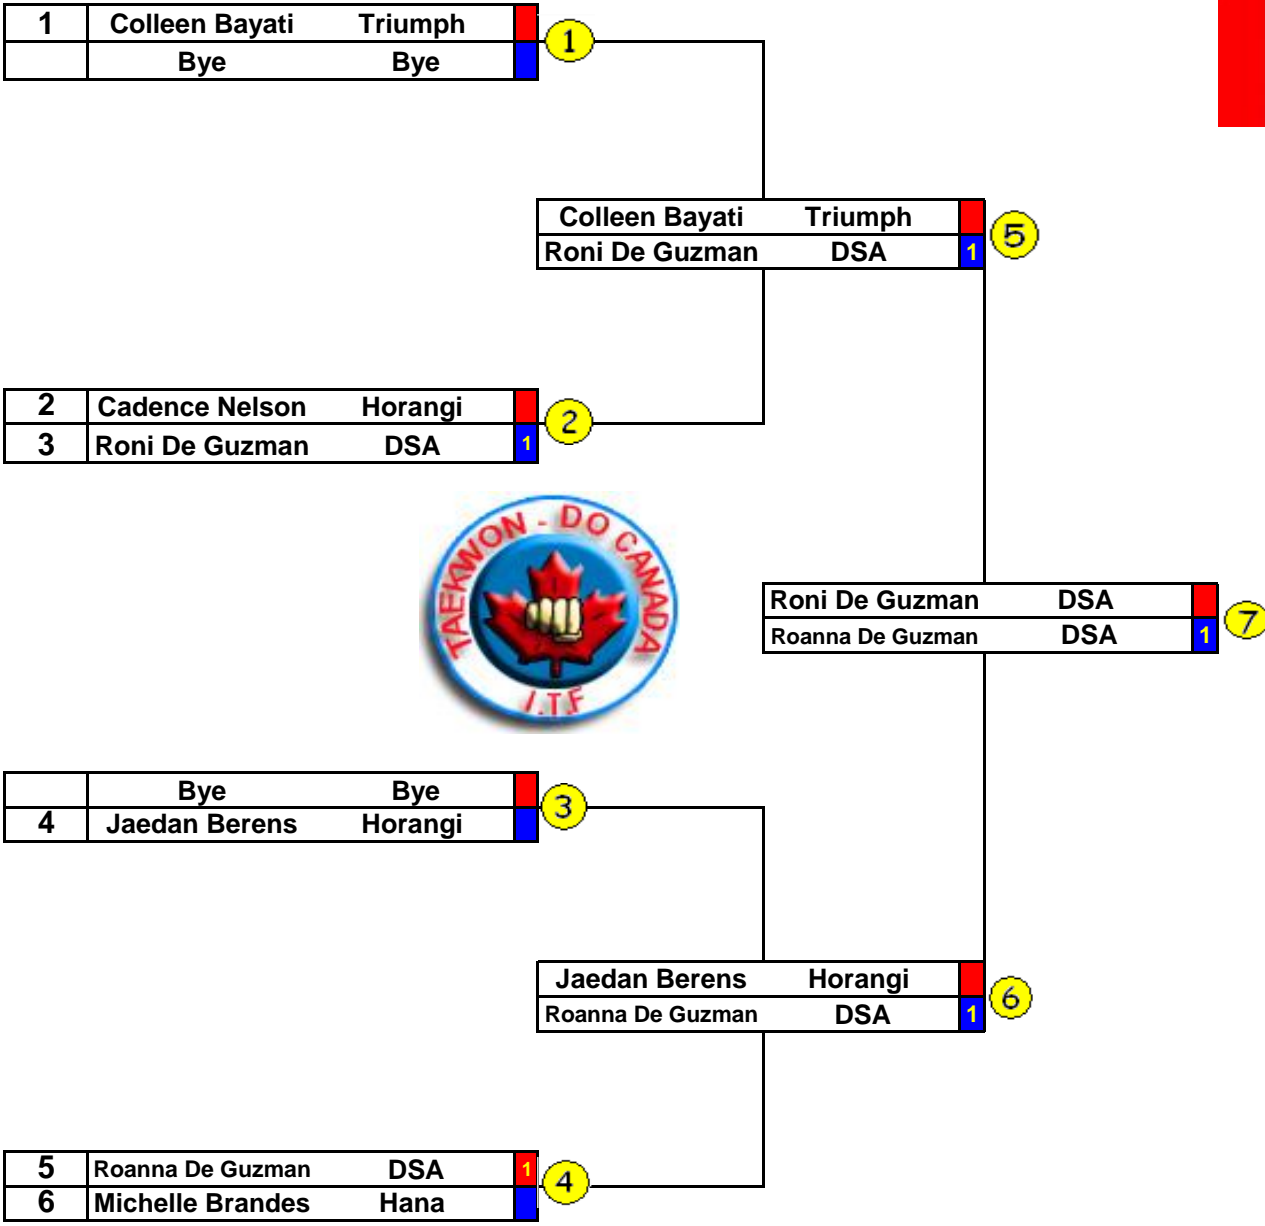 1 Colleen Bayati Triumph
Bye Bye
1
Colleen Bayati Triumph
Roni De Guzman DSA 1
5
2 Cadence Nelson Horangi
3 Roni De Guzman DSA 1
2
TAEKWON - DO CANADA
I.T.F
Roni De Guzman DSA
Roanna De Guzman DSA 1
7
Bye Bye
4 Jaedan Berens Horangi
3
Jaedan Berens Horangi
Roanna De Guzman DSA 1
6
5 Roanna De Guzman DSA 1
6 Michelle Brandes Hana
4